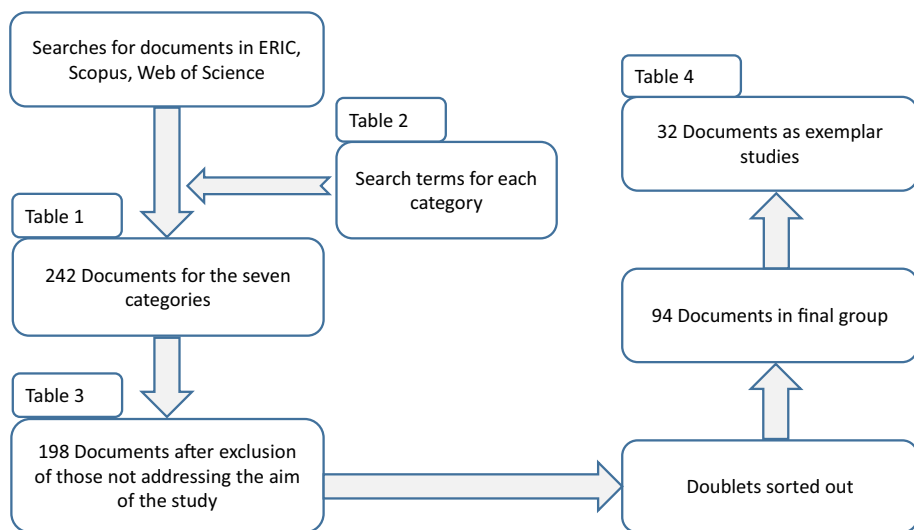 Searches for documents in ERIC,
Scopus, Web of Science
Table 2
Search terms for each
category
Table 1
242 Documents for the seven
categories
Table 3
198 Documents after exclusion
of those not addressing the aim
of the study
Doublets sorted out
94 Documents in final group
Table 4
32 Documents as exemplar
studies